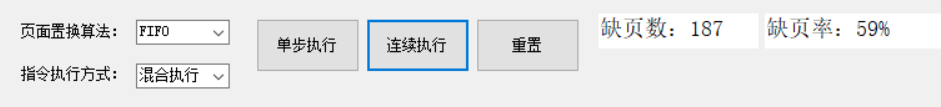 页面置换算法： FIFO
指令执行方式： 混合执行
单步执行
连续执行
重置
缺页数：187
缺页率：59%